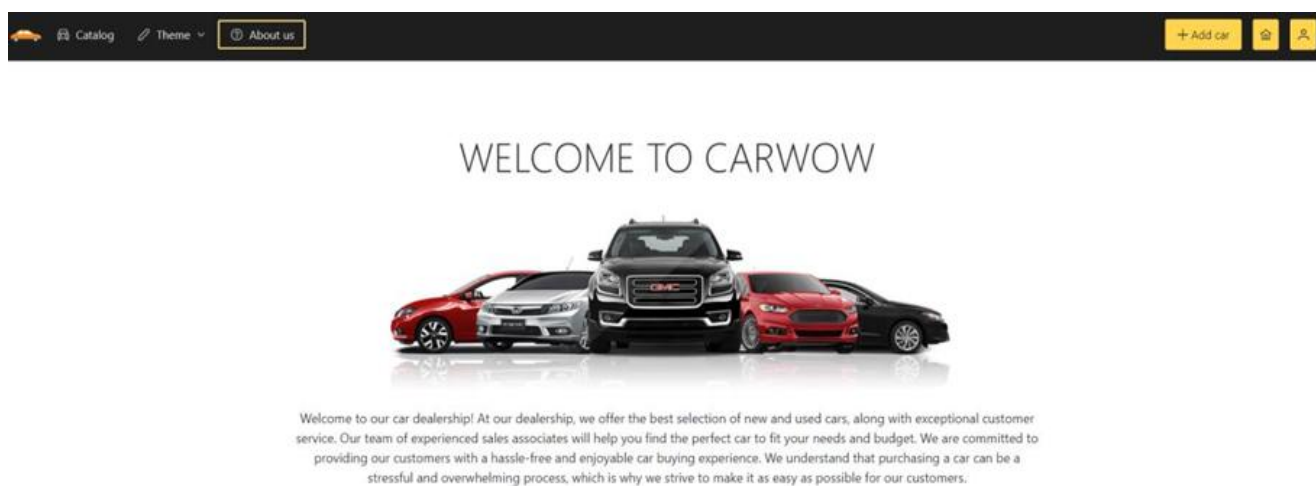 Catalog
Theme
About us
+ Add car
WELCOME TO CARWOW
GMC
Welcome to our car dealership! At our dealership, we offer the best selection of new and used cars, along with exceptional customer
service. Our team of experienced sales associates will help you find the perfect car to fit your needs and budget. We are committed to
providing our customers with a hassle-free and enjoyable car buying experience. We understand that purchasing a car can be a
stressful and overwhelming process, which is why we strive to make it as easy as possible for our customers.